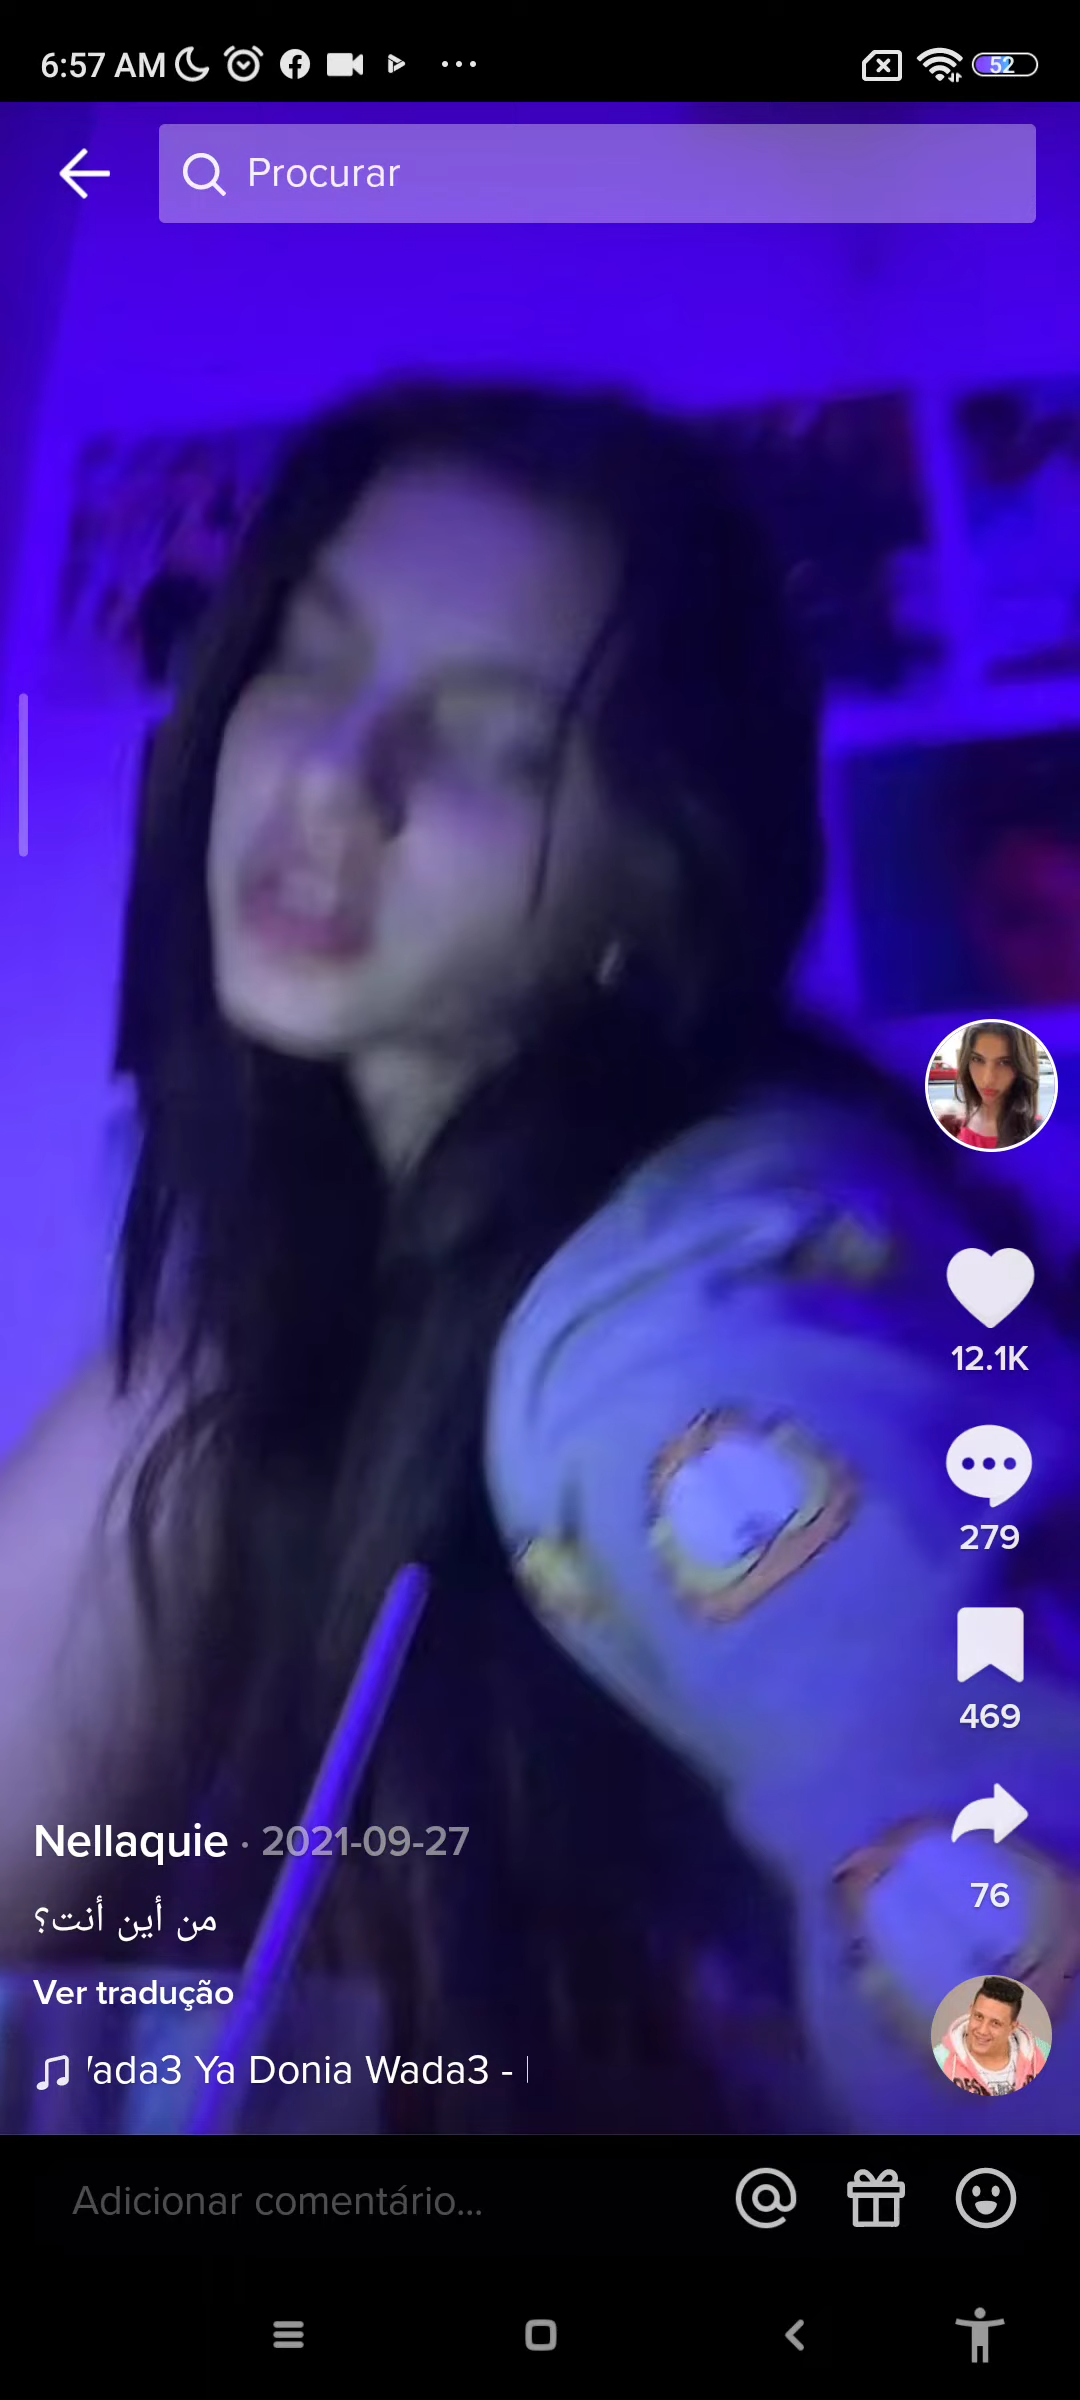 6:57 AM
52
Procurar
12.1K
279
469
76
Nellaquie · 2021-09-27
من أين أنت؟
Ver tradução
ada3 Ya Donia Wada3 -
Adicionar comentário...